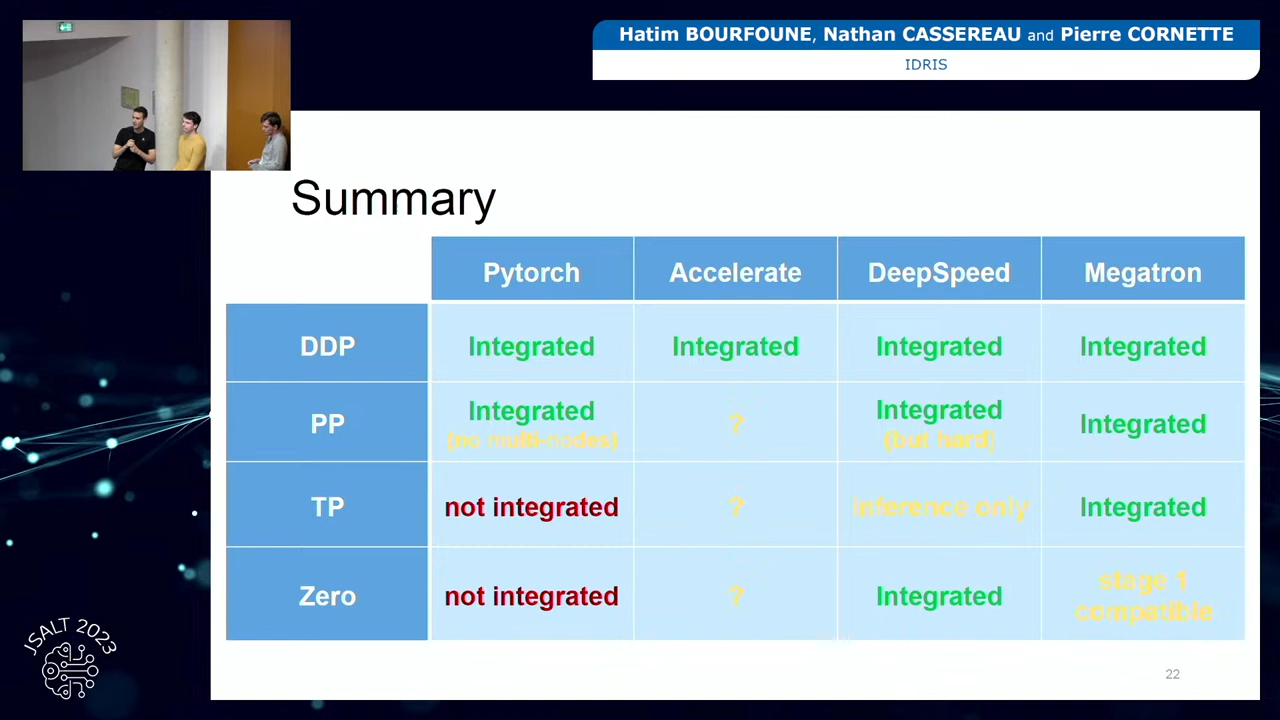 Hatim BOURFOUNE, Nathan CASSEREAU and Pierre CORNETTE
IDRIS
Summary
Pytorch Accelerate DeepSpeed Megatron
DDP Integrated Integrated Integrated Integrated
PP Integrated (no multi-nodes) ? Integrated (but hard) Integrated
TP not integrated ? inference only Integrated
Zero not integrated ? Integrated stage 1 compatible
JSALT 2023
22